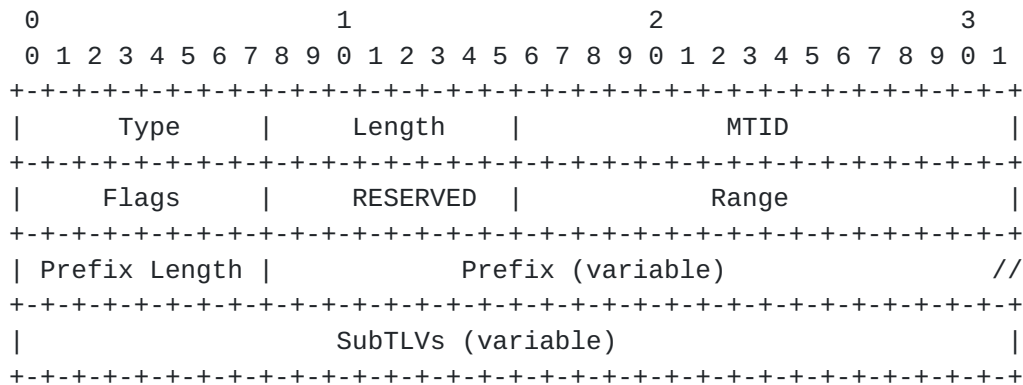 0                   1                   2                   3
 0 1 2 3 4 5 6 7 8 9 0 1 2 3 4 5 6 7 8 9 0 1 2 3 4 5 6 7 8 9 0 1
+-+-+-+-+-+-+-+-+-+-+-+-+-+-+-+-+-+-+-+-+-+-+-+-+-+-+-+-+-+-+-+-+
|      Type     |     Length    |             MTID              |
+-+-+-+-+-+-+-+-+-+-+-+-+-+-+-+-+-+-+-+-+-+-+-+-+-+-+-+-+-+-+-+-+
|     Flags     |     RESERVED  |            Range              |
+-+-+-+-+-+-+-+-+-+-+-+-+-+-+-+-+-+-+-+-+-+-+-+-+-+-+-+-+-+-+-+-+
| Prefix Length |            Prefix (variable)                 //
+-+-+-+-+-+-+-+-+-+-+-+-+-+-+-+-+-+-+-+-+-+-+-+-+-+-+-+-+-+-+-+-+
|                    SubTLVs (variable)                         |
+-+-+-+-+-+-+-+-+-+-+-+-+-+-+-+-+-+-+-+-+-+-+-+-+-+-+-+-+-+-+-+-+